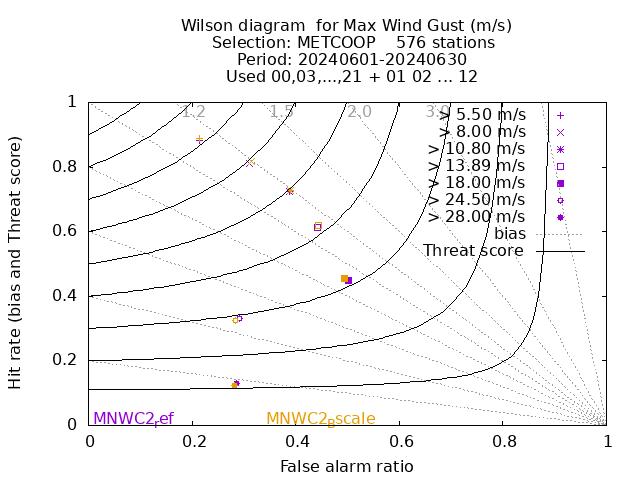 Wilson diagram  for Max Wind Gust (m/s)
Selection: METCOOP    576 stations
Period: 20240601-20240630
Used 00,03,...,21 + 01 02 ... 12
Hit rate (bias and Threat score)
1
0.8
0.6
0.4
0.2
0
1.2
1.5
2.0
3.0
> 5.50 m/s
> 8.00 m/s
> 10.80 m/s
> 13.89 m/s
> 18.00 m/s
> 24.50 m/s
> 28.00 m/s
bias
Threat score
MNWC2ref
MNWC2Bscale
0
0.2
0.4
0.6
0.8
1
False alarm ratio